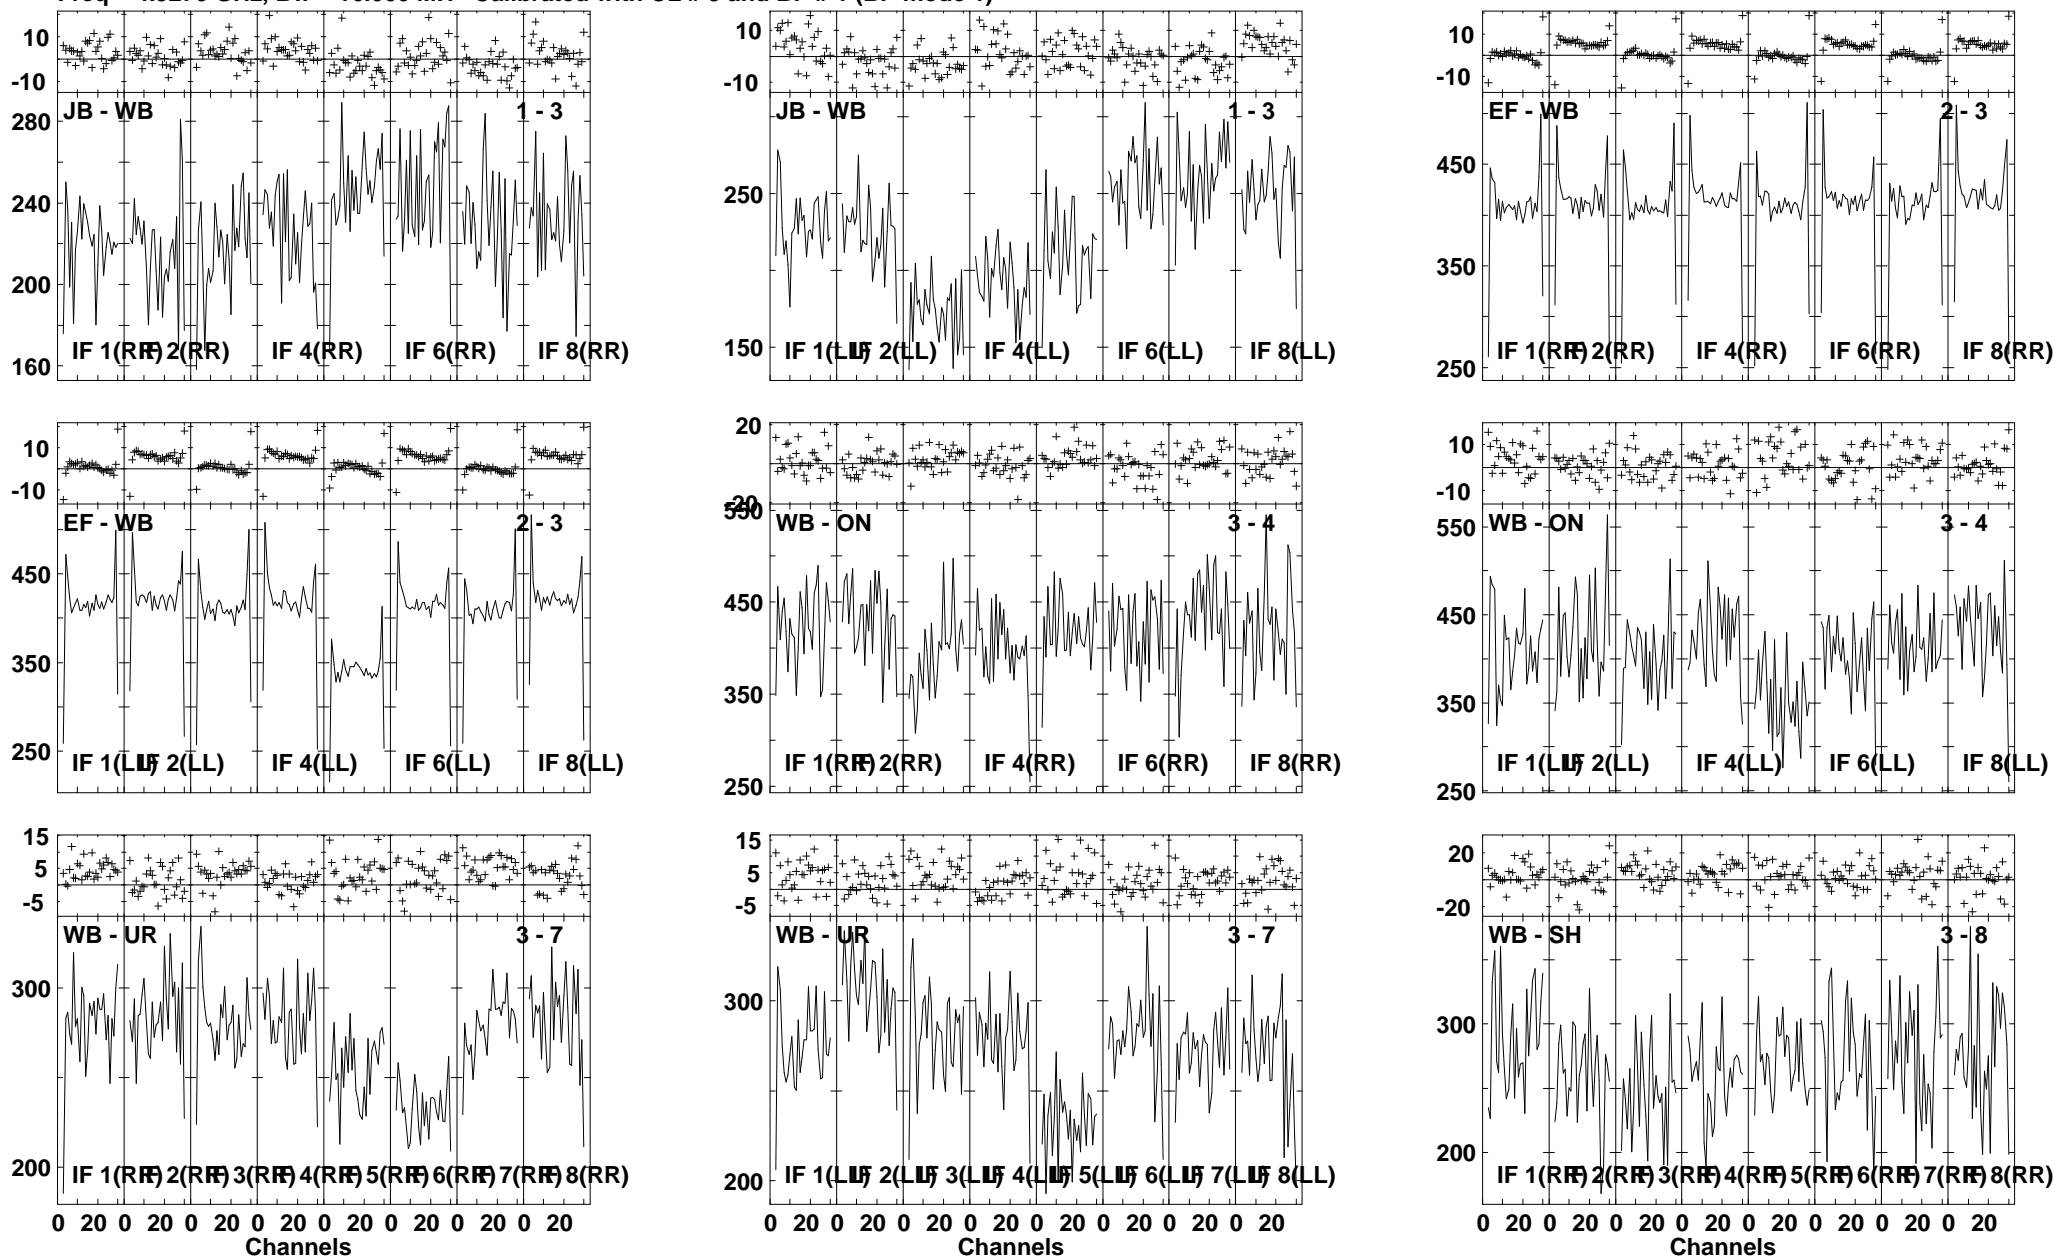 10
-10
JB - WB
1 - 3
280
240
200
160
IF 1(RR) IF 2(RR) IF 4(RR) IF 6(RR) IF 8(RR)
10
-10
JB - WB
1 - 3
250
150
IF 1(LL) IF 2(LL) IF 4(LL) IF 6(LL) IF 8(LL)
10
-10
EF - WB
2 - 3
450
350
250
IF 1(RR) IF 2(RR) IF 4(RR) IF 6(RR) IF 8(RR)
10
-10
EF - WB
2 - 3
450
350
250
IF 1(LL) IF 2(LL) IF 4(LL) IF 6(LL) IF 8(LL)
20
-20
550
WB - ON
3 - 4
450
350
250
IF 1(RR) IF 2(RR) IF 4(RR) IF 6(RR) IF 8(RR)
10
-10
WB - ON
3 - 4
550
450
350
250
IF 1(LL) IF 2(LL) IF 4(LL) IF 6(LL) IF 8(LL)
15
5
-5
WB - UR
3 - 7
300
200
IF 1(RR) IF 2(RR) IF 3(RR) IF 4(RR) IF 5(RR) IF 6(RR) IF 7(RR) IF 8(RR)
0 20 0 20 0 20 0 20 0 20 0 20 0 20 0 20
Channels
15
5
-5
WB - UR
3 - 7
300
200
IF 1(LL) IF 2(LL) IF 3(LL) IF 4(LL) IF 5(LL) IF 6(LL) IF 7(LL) IF 8(LL)
0 20 0 20 0 20 0 20 0 20 0 20 0 20 0 20
Channels
20
-20
WB - SH
3 - 8
300
200
IF 1(RR) IF 2(RR) IF 3(RR) IF 4(RR) IF 5(RR) IF 6(RR) IF 7(RR) IF 8(RR)
0 20 0 20 0 20 0 20 0 20 0 20 0 20 0 20
Channels